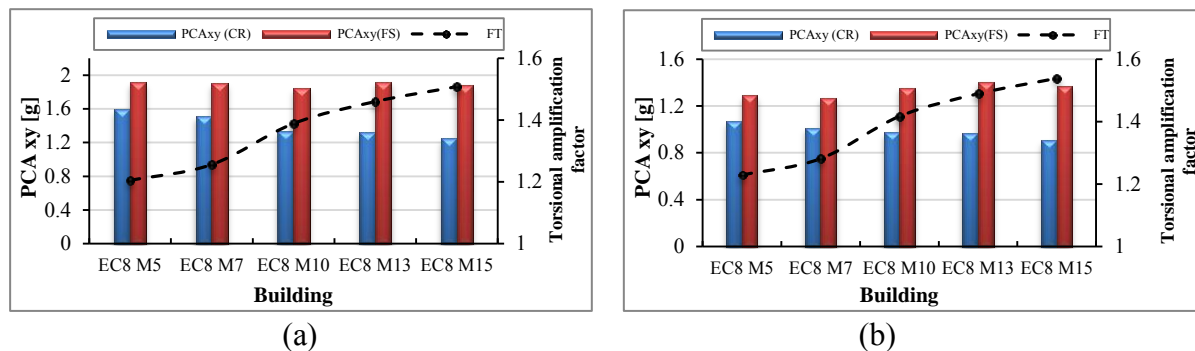 PCAxy (CR) PCAxy(FS) FT
2
1.6
1.2
0.8
0.4
0
PCA xy [g]
1.6
1.4
1.2
1
Torsional amplification
factor
EC8 M5 EC8 M7 EC8 M10 EC8 M13 EC8 M15
Building
(a)
PCAxy (CR) PCAxy(FS) FT
1.6
1.2
0.8
0.4
0
PCA xy [g]
1.6
1.4
1.2
1
Torsional amplification
factor
EC8 M5 EC8 M7 EC8 M10 EC8 M13 EC8 M15
Building
(b)